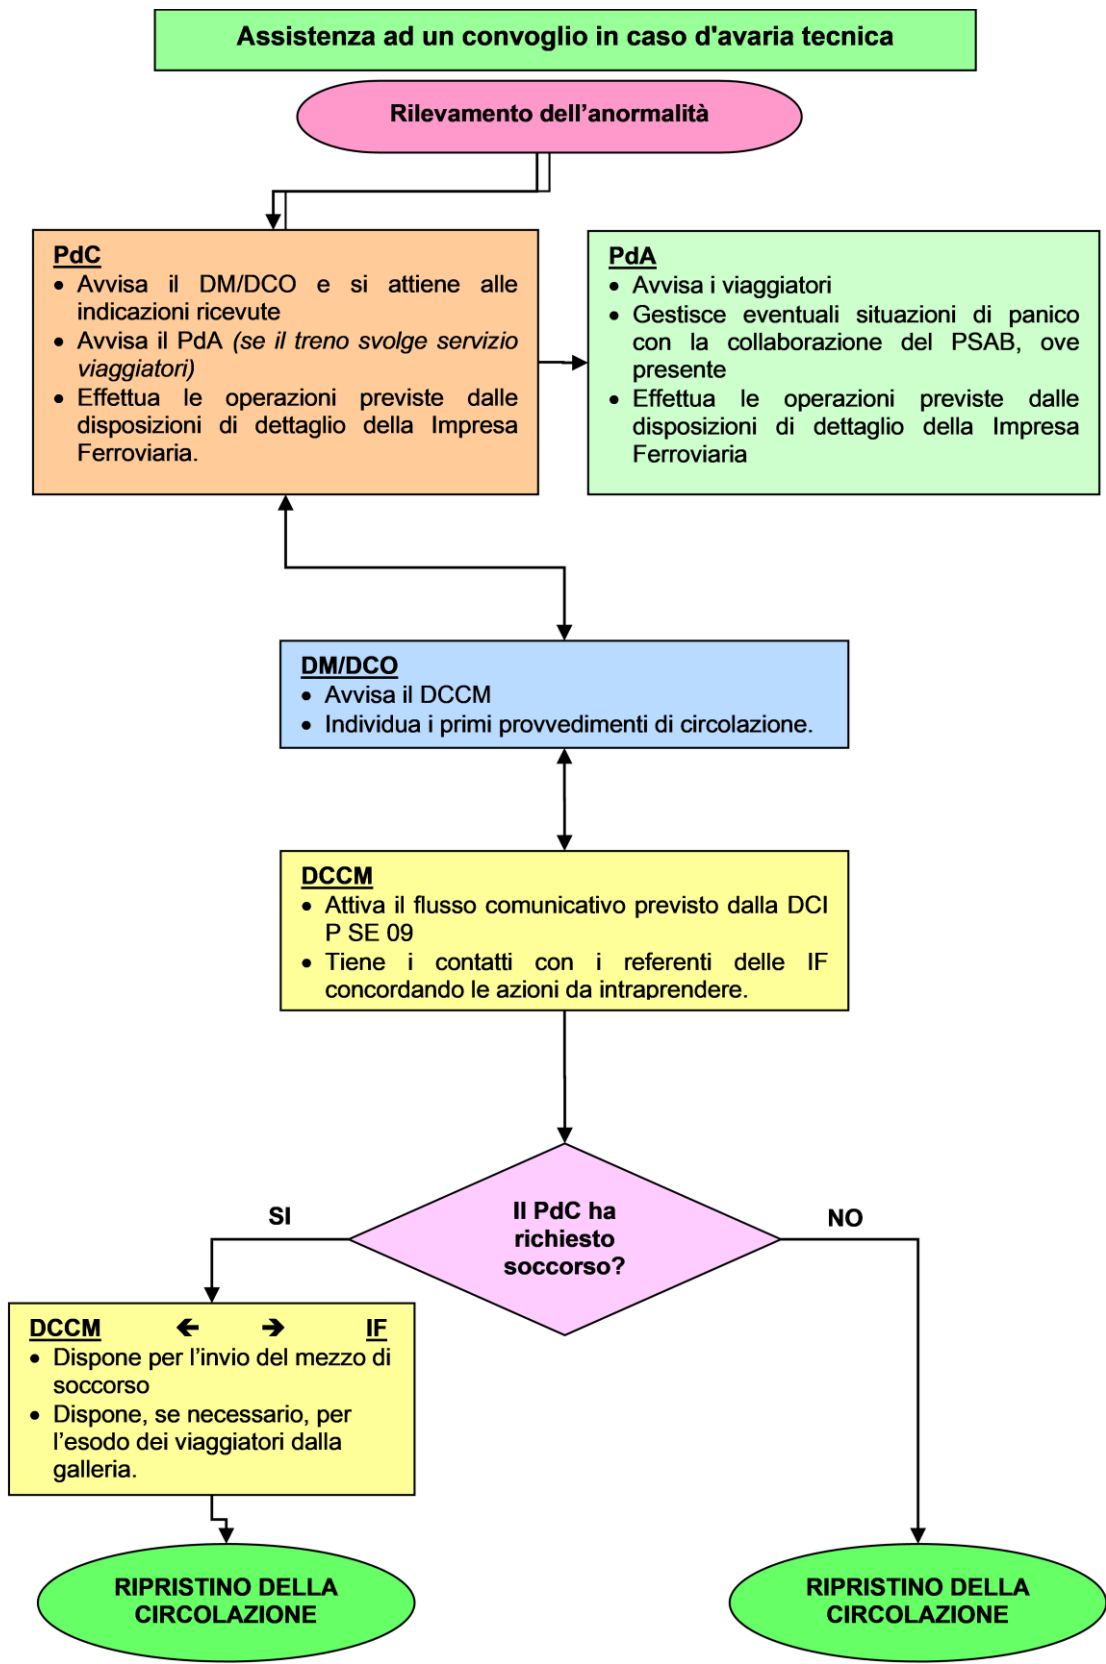 Assistenza ad un convoglio in caso d'avaria tecnica
Rilevamento dell'anormalità
PdC
• Avvisa il DM/DCO e si attiene alle
indicazioni ricevute
• Avvisa il PdA (se il treno svolge servizio
viaggiatori)
• Effettua le operazioni previste dalle
disposizioni di dettaglio della Impresa
Ferroviaria.
PdA
• Avvisa i viaggiatori
• Gestisce eventuali situazioni di panico
con la collaborazione del PSAB, ove
presente
• Effettua le operazioni previste dalle
disposizioni di dettaglio della Impresa
Ferroviaria
DM/DCO
• Avvisa il DCCM
• Individua i primi provvedimenti di circolazione.
DCCM
• Attiva il flusso comunicativo previsto dalla DCI
P SE 09
• Tiene i contatti con i referenti delle IF
concordando le azioni da intraprendere.
Il PdC ha
richiesto
soccorso?
SI
NO
DCCM ← → IF
• Dispone per l'invio del mezzo di
soccorso
• Dispone, se necessario, per
l'esodo dei viaggiatori dalla
galleria.
RIPRISTINO DELLA
CIRCOLAZIONE
RIPRISTINO DELLA
CIRCOLAZIONE